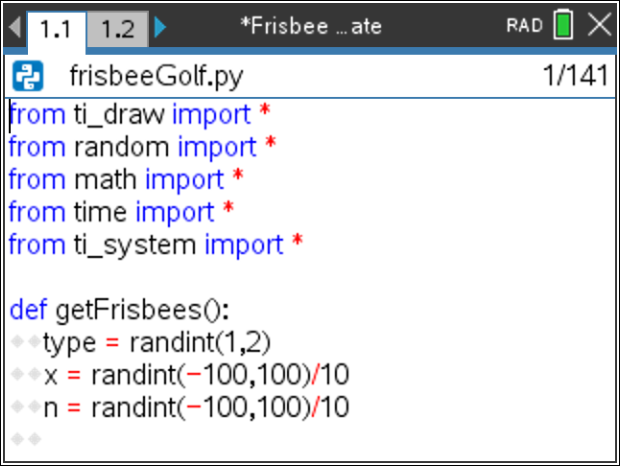 1.1 1.2 *Frisbee ...ate RAD
frisbeeGolf.py 1/141
from ti_draw import *
from random import *
from math import *
from time import *
from ti_system import *
def getFrisbees():
type = randint(1,2)
x = randint(−100,100)/10
n = randint(−100,100)/10